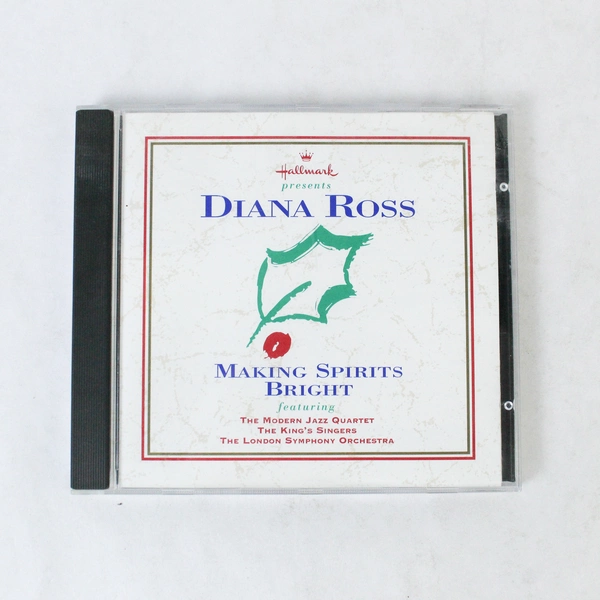 Hallmark
presents
DIANA ROSS
MAKING SPIRITS
BRIGHT
featuring
THE MODERN JAZZ QUARTET
THE KING'S SINGERS
THE LONDON SYMPHONY ORCHESTRA